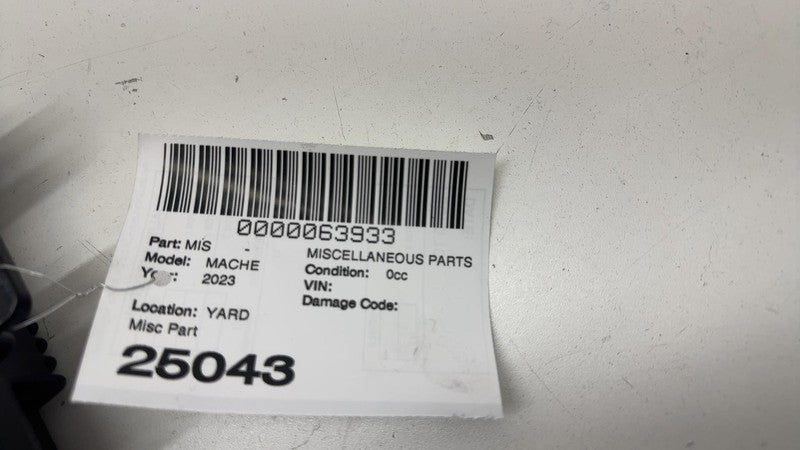 0000063933
Part: MIS - MISCELLANEOUS PARTS
Model: MACHE Condition: 0cc
2023 VIN:
Damage Code:
Location: YARD
Misc Part
25043